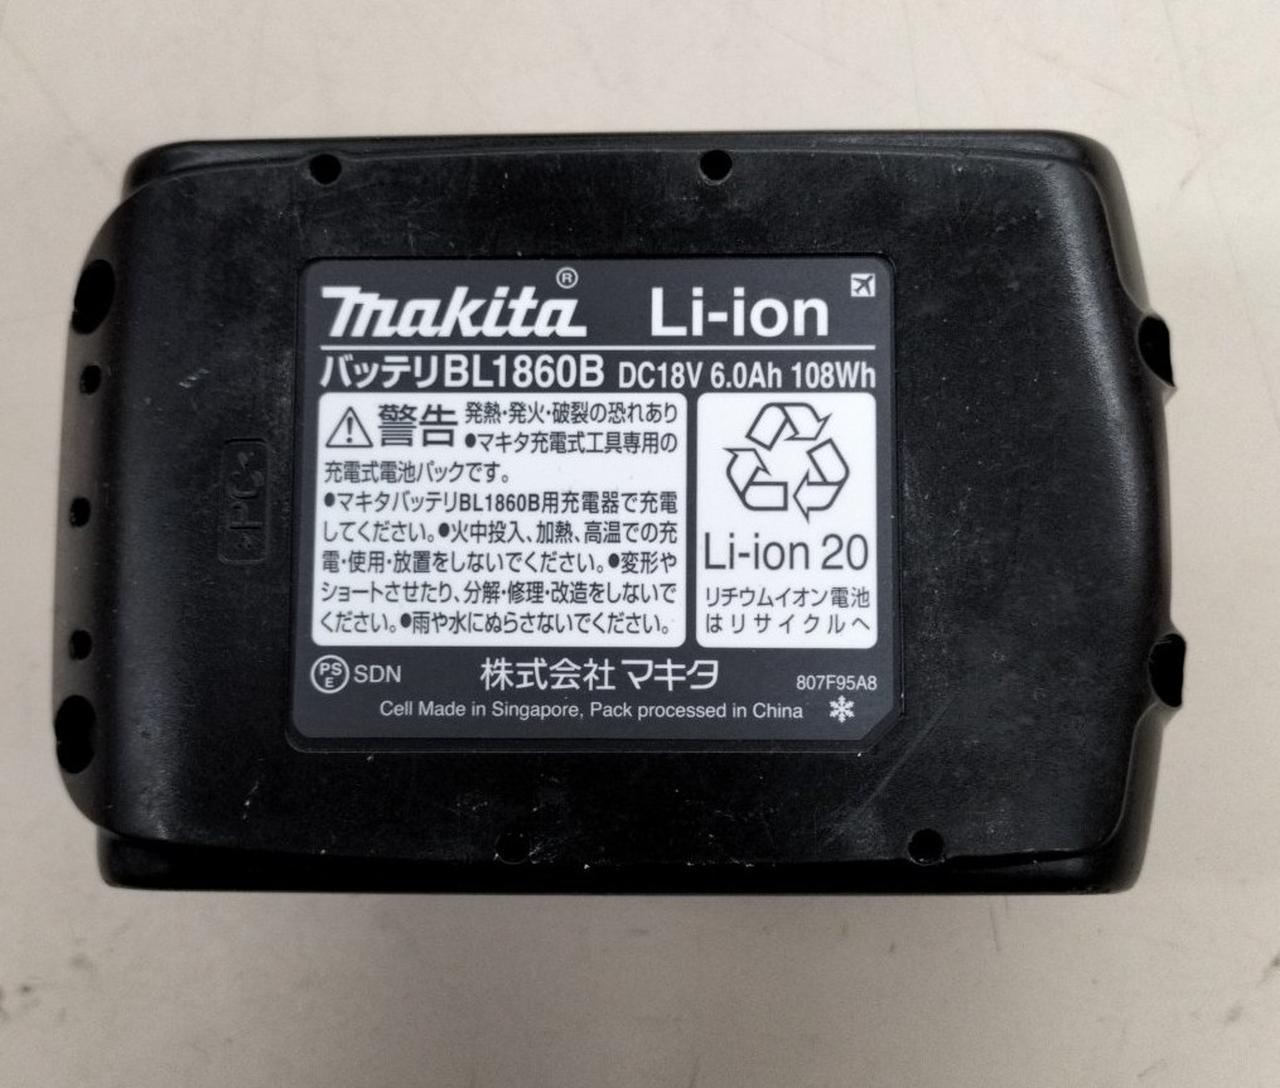 makita® Li-ion
バッテリBL1860B DC18V 6.0Ah 108Wh
警告 発熱・発火・破裂の恐れあり
●マキタ充電式工具専用の
充電式電池パックです。
●マキタバッテリBL1860B用充電器で充電
してください。●火中投入、加熱、高温での充
電・使用・放置をしないでください。●変形や
ショートさせたり、分解・修理・改造をしないで
ください。●雨や水にぬらさないでください。
Li-ion 20
リチウムイオン電池
はリサイクルへ
PSE SDN 株式会社マキタ 807F95A8
Cell Made in Singapore, Pack processed in China
>PC<